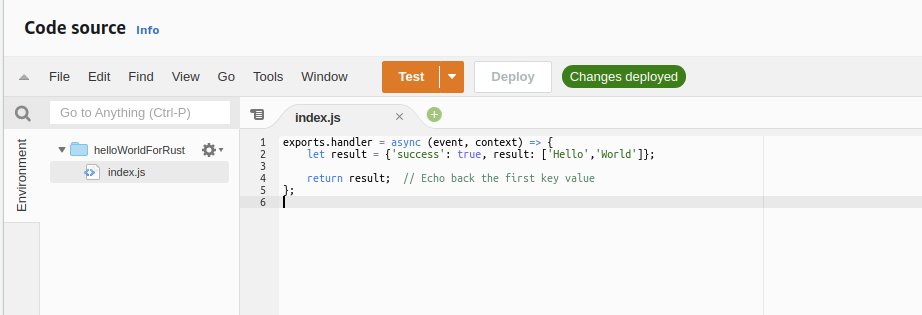 Code source Info
File Edit Find View Go Tools Window Test Deploy Changes deployed
Go to Anything (Ctrl-P)
index.js
Environment
helloWorldForRust
index.js
1 exports.handler = async (event, context) => {
2 let result = {'success': true, result: ['Hello','World']};
3
4 return result; // Echo back the first key value
5 };
6